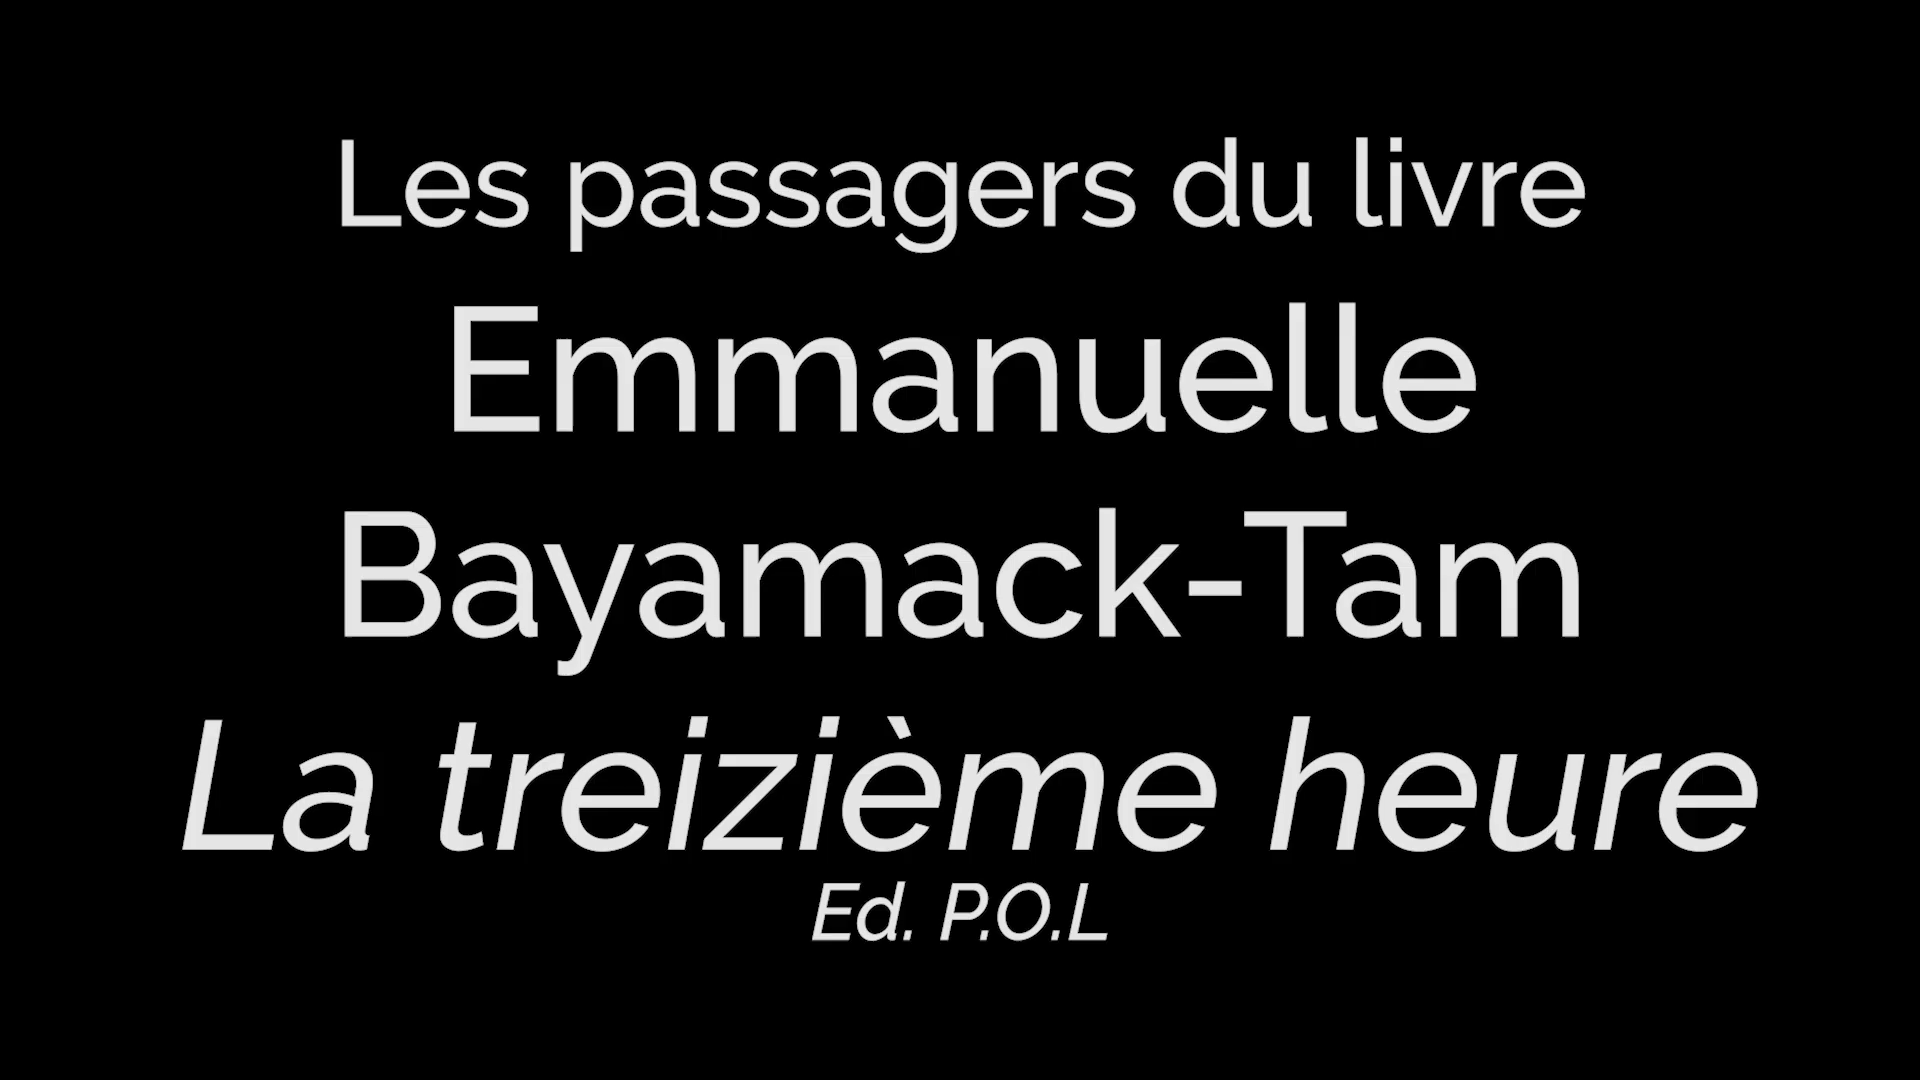 Les passagers du livre
Emmanuelle
Bayamack-Tam
La treizième heure
Ed. P.O.L